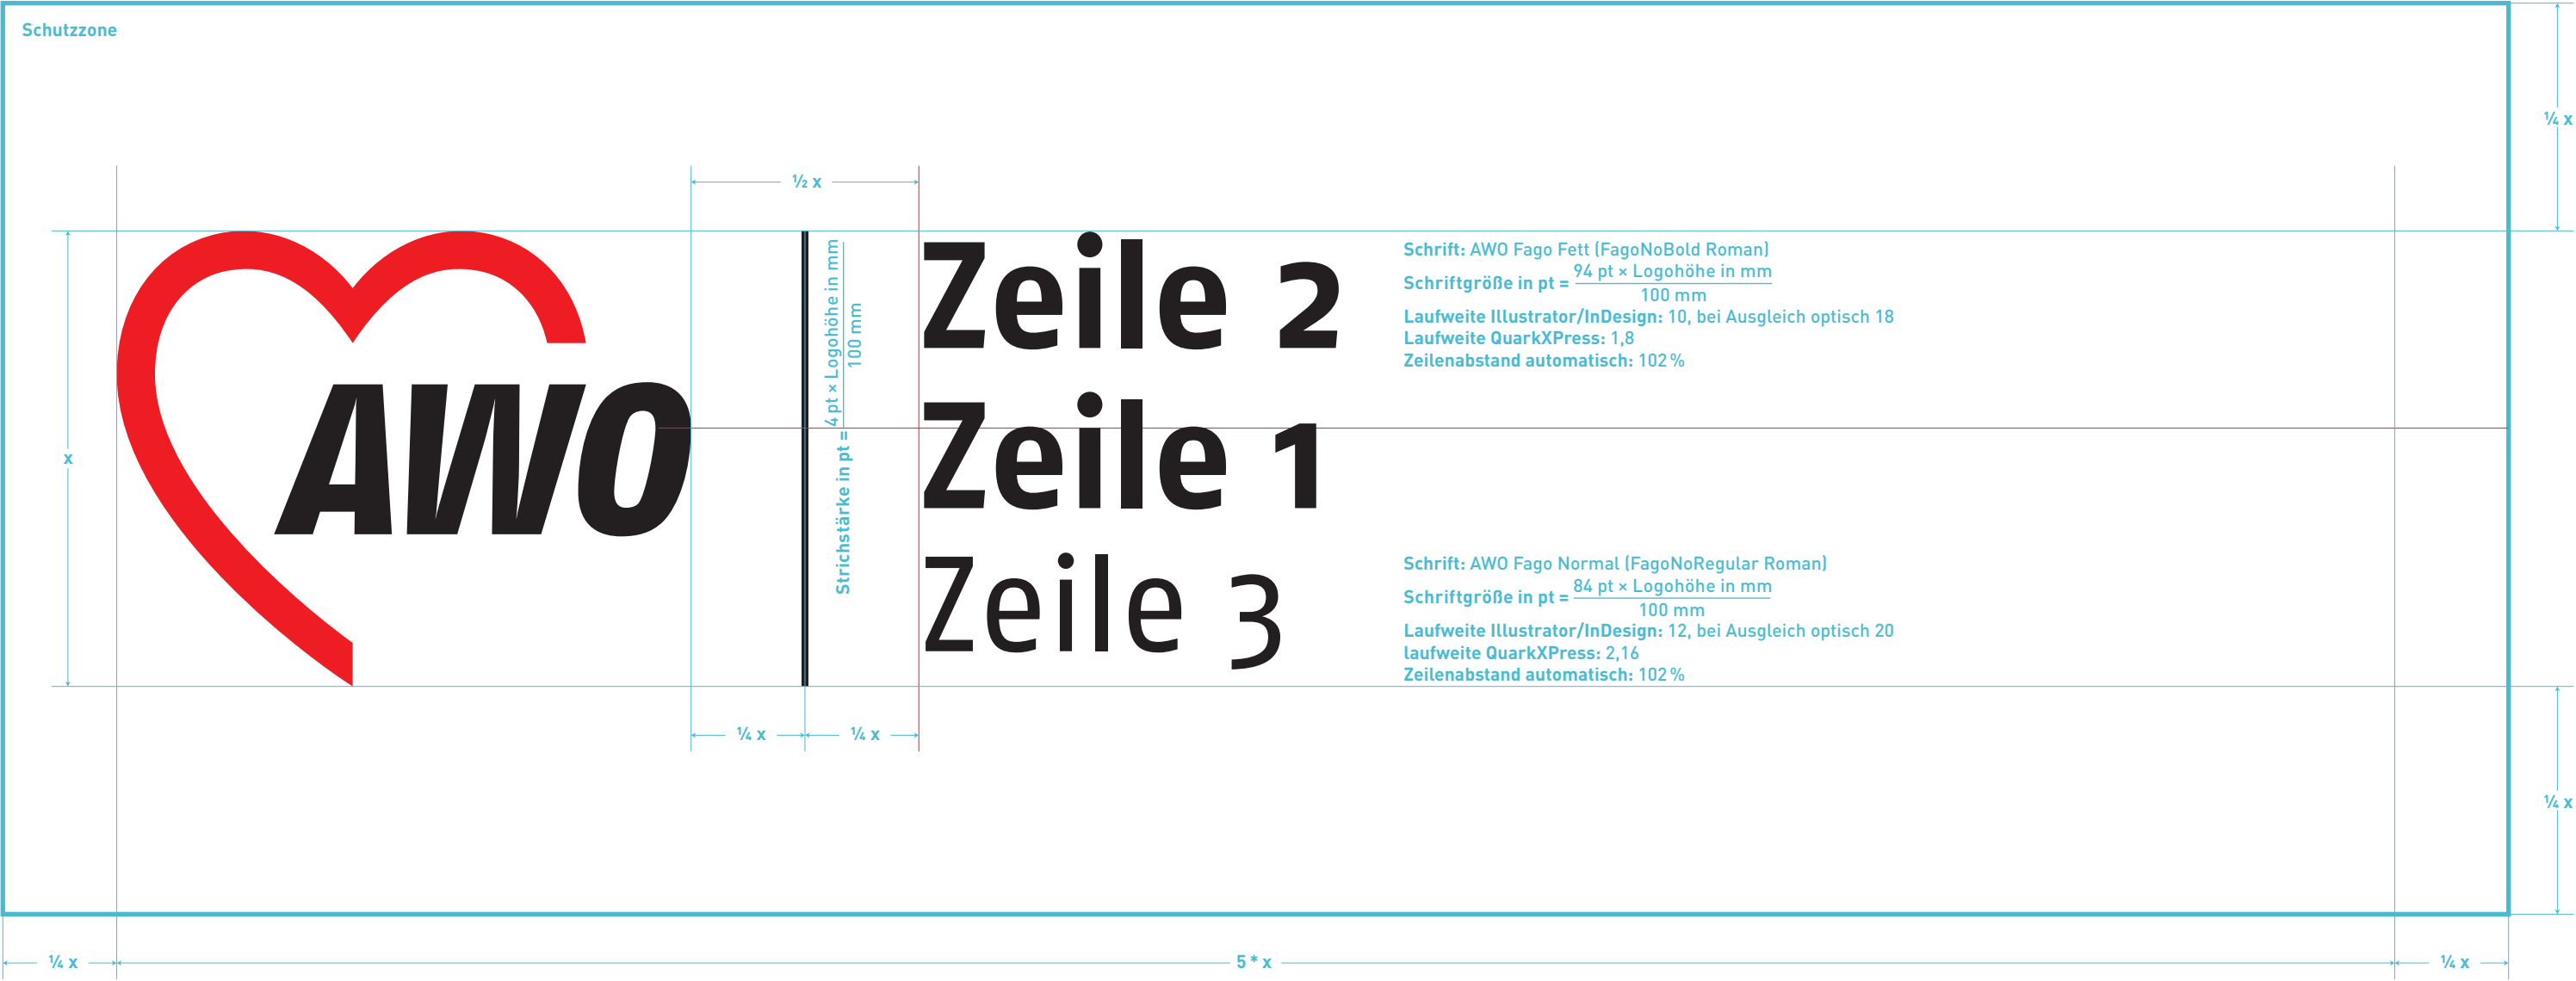 Schutzzone
¼ x
½ x
x
AWO
Strichstärke in pt = 4 pt × Logohöhe in mm
100 mm
Zeile 2
Schrift: AWO Fago Fett (FagoNoBold Roman)
Schriftgröße in pt = 94 pt × Logohöhe in mm
100 mm
Laufweite Illustrator/InDesign: 10, bei Ausgleich optisch 18
Laufweite QuarkXPress: 1,8
Zeilenabstand automatisch: 102 %
Zeile 1
Zeile 3
Schrift: AWO Fago Normal (FagoNoRegular Roman)
Schriftgröße in pt = 84 pt × Logohöhe in mm
100 mm
Laufweite Illustrator/InDesign: 12, bei Ausgleich optisch 20
laufweite QuarkXPress: 2,16
Zeilenabstand automatisch: 102 %
¼ x
¼ x
¼ x
¼ x
5 * x
¼ x